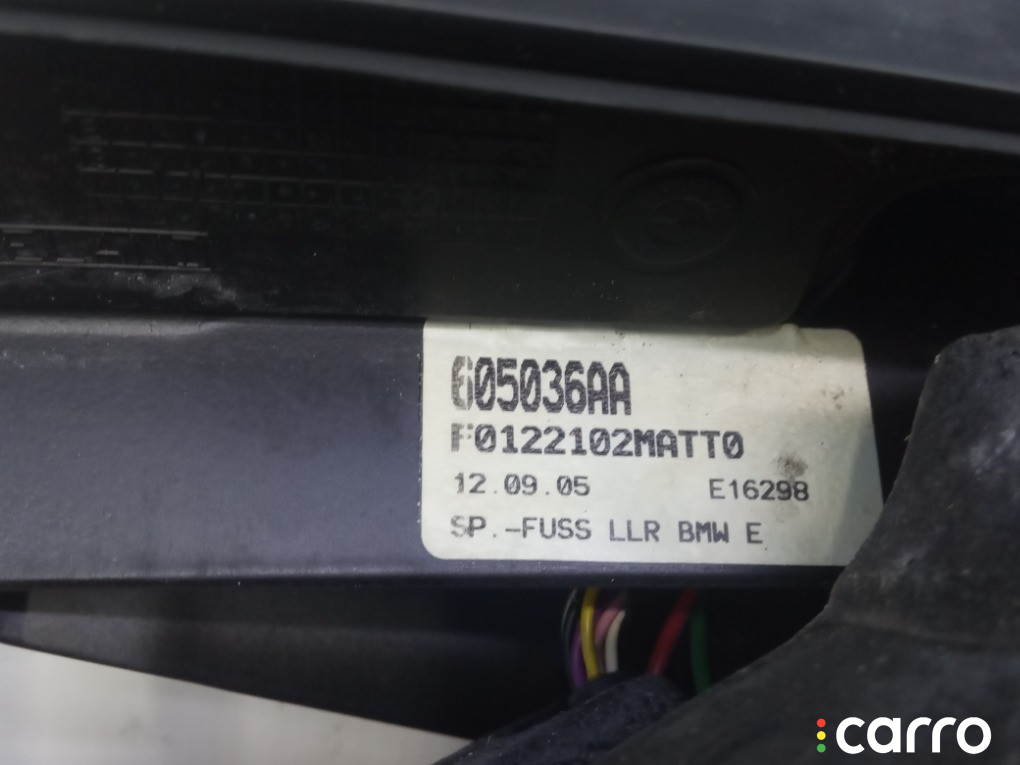 605036AA
F0122102MATT0
12.09.05 E16298
SP.-FUSS LLR BMW E
carro